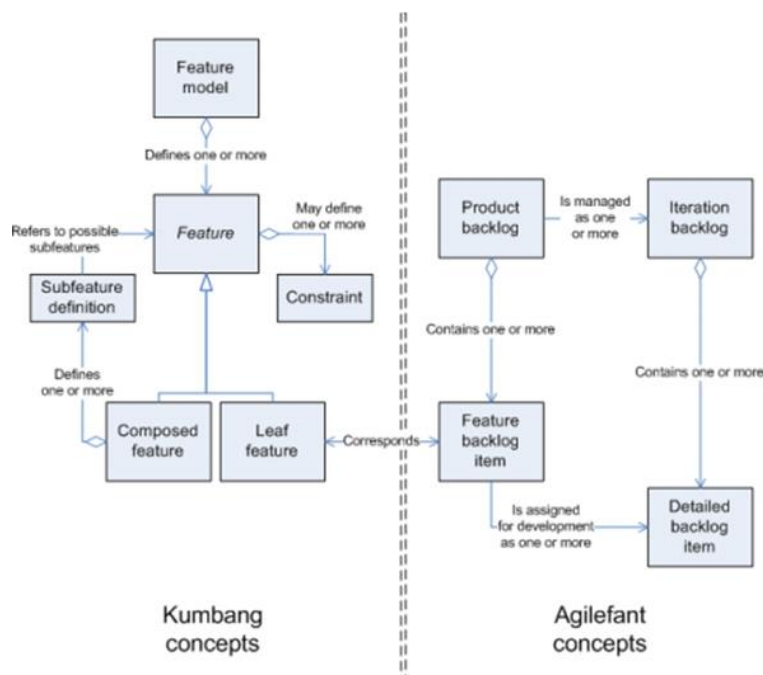 Feature
model
Defines one or more
Refers to possible
subfeatures
Feature
May define
one or more
Subfeature
definition
Constraint
Defines
one or more
Composed
feature
Leaf
feature
Corresponds
Product
backlog
Is managed
as one
or more
Iteration
backlog
Contains one or more
Contains one or more
Feature
backlog
item
Is assigned
for development
as one or more
Detailed
backlog
item
Kumbang
concepts
Agilefant
concepts